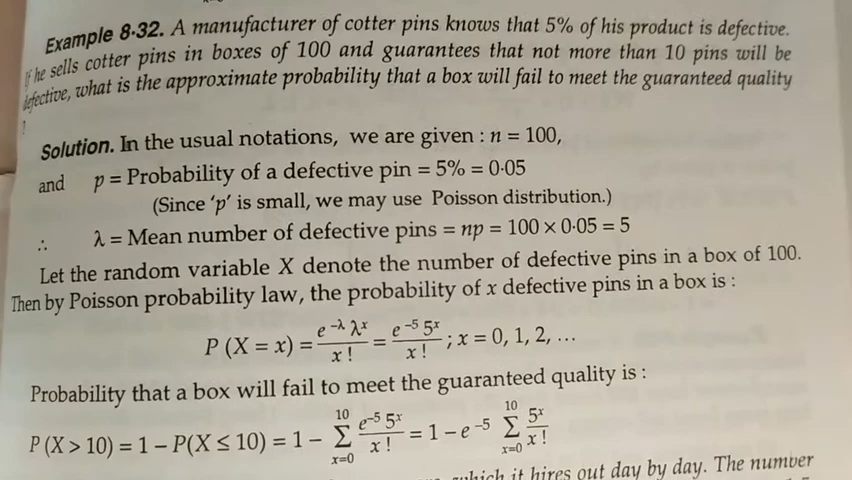 Example 8·32. A manufacturer of cotter pins knows that 5% of his product is defective.
If he sells cotter pins in boxes of 100 and guarantees that not more than 10 pins will be
defective, what is the approximate probability that a box will fail to meet the guaranteed quality
?
Solution. In the usual notations, we are given : n = 100,
and p = Probability of a defective pin = 5% = 0·05
(Since 'p' is small, we may use Poisson distribution.)
∴ λ = Mean number of defective pins = np = 100 × 0·05 = 5
Let the random variable X denote the number of defective pins in a box of 100.
Then by Poisson probability law, the probability of x defective pins in a box is :
P (X = x) = e^{-λ} λ^x / x ! = e^{-5} 5^x / x ! ; x = 0, 1, 2, ...
Probability that a box will fail to meet the guaranteed quality is :
P (X > 10) = 1 – P(X ≤ 10) = 1 – Σ_{x=0}^{10} e^{-5} 5^x / x ! = 1 – e^{-5} Σ_{x=0}^{10} 5^x / x !
which it hires out day by day. The number